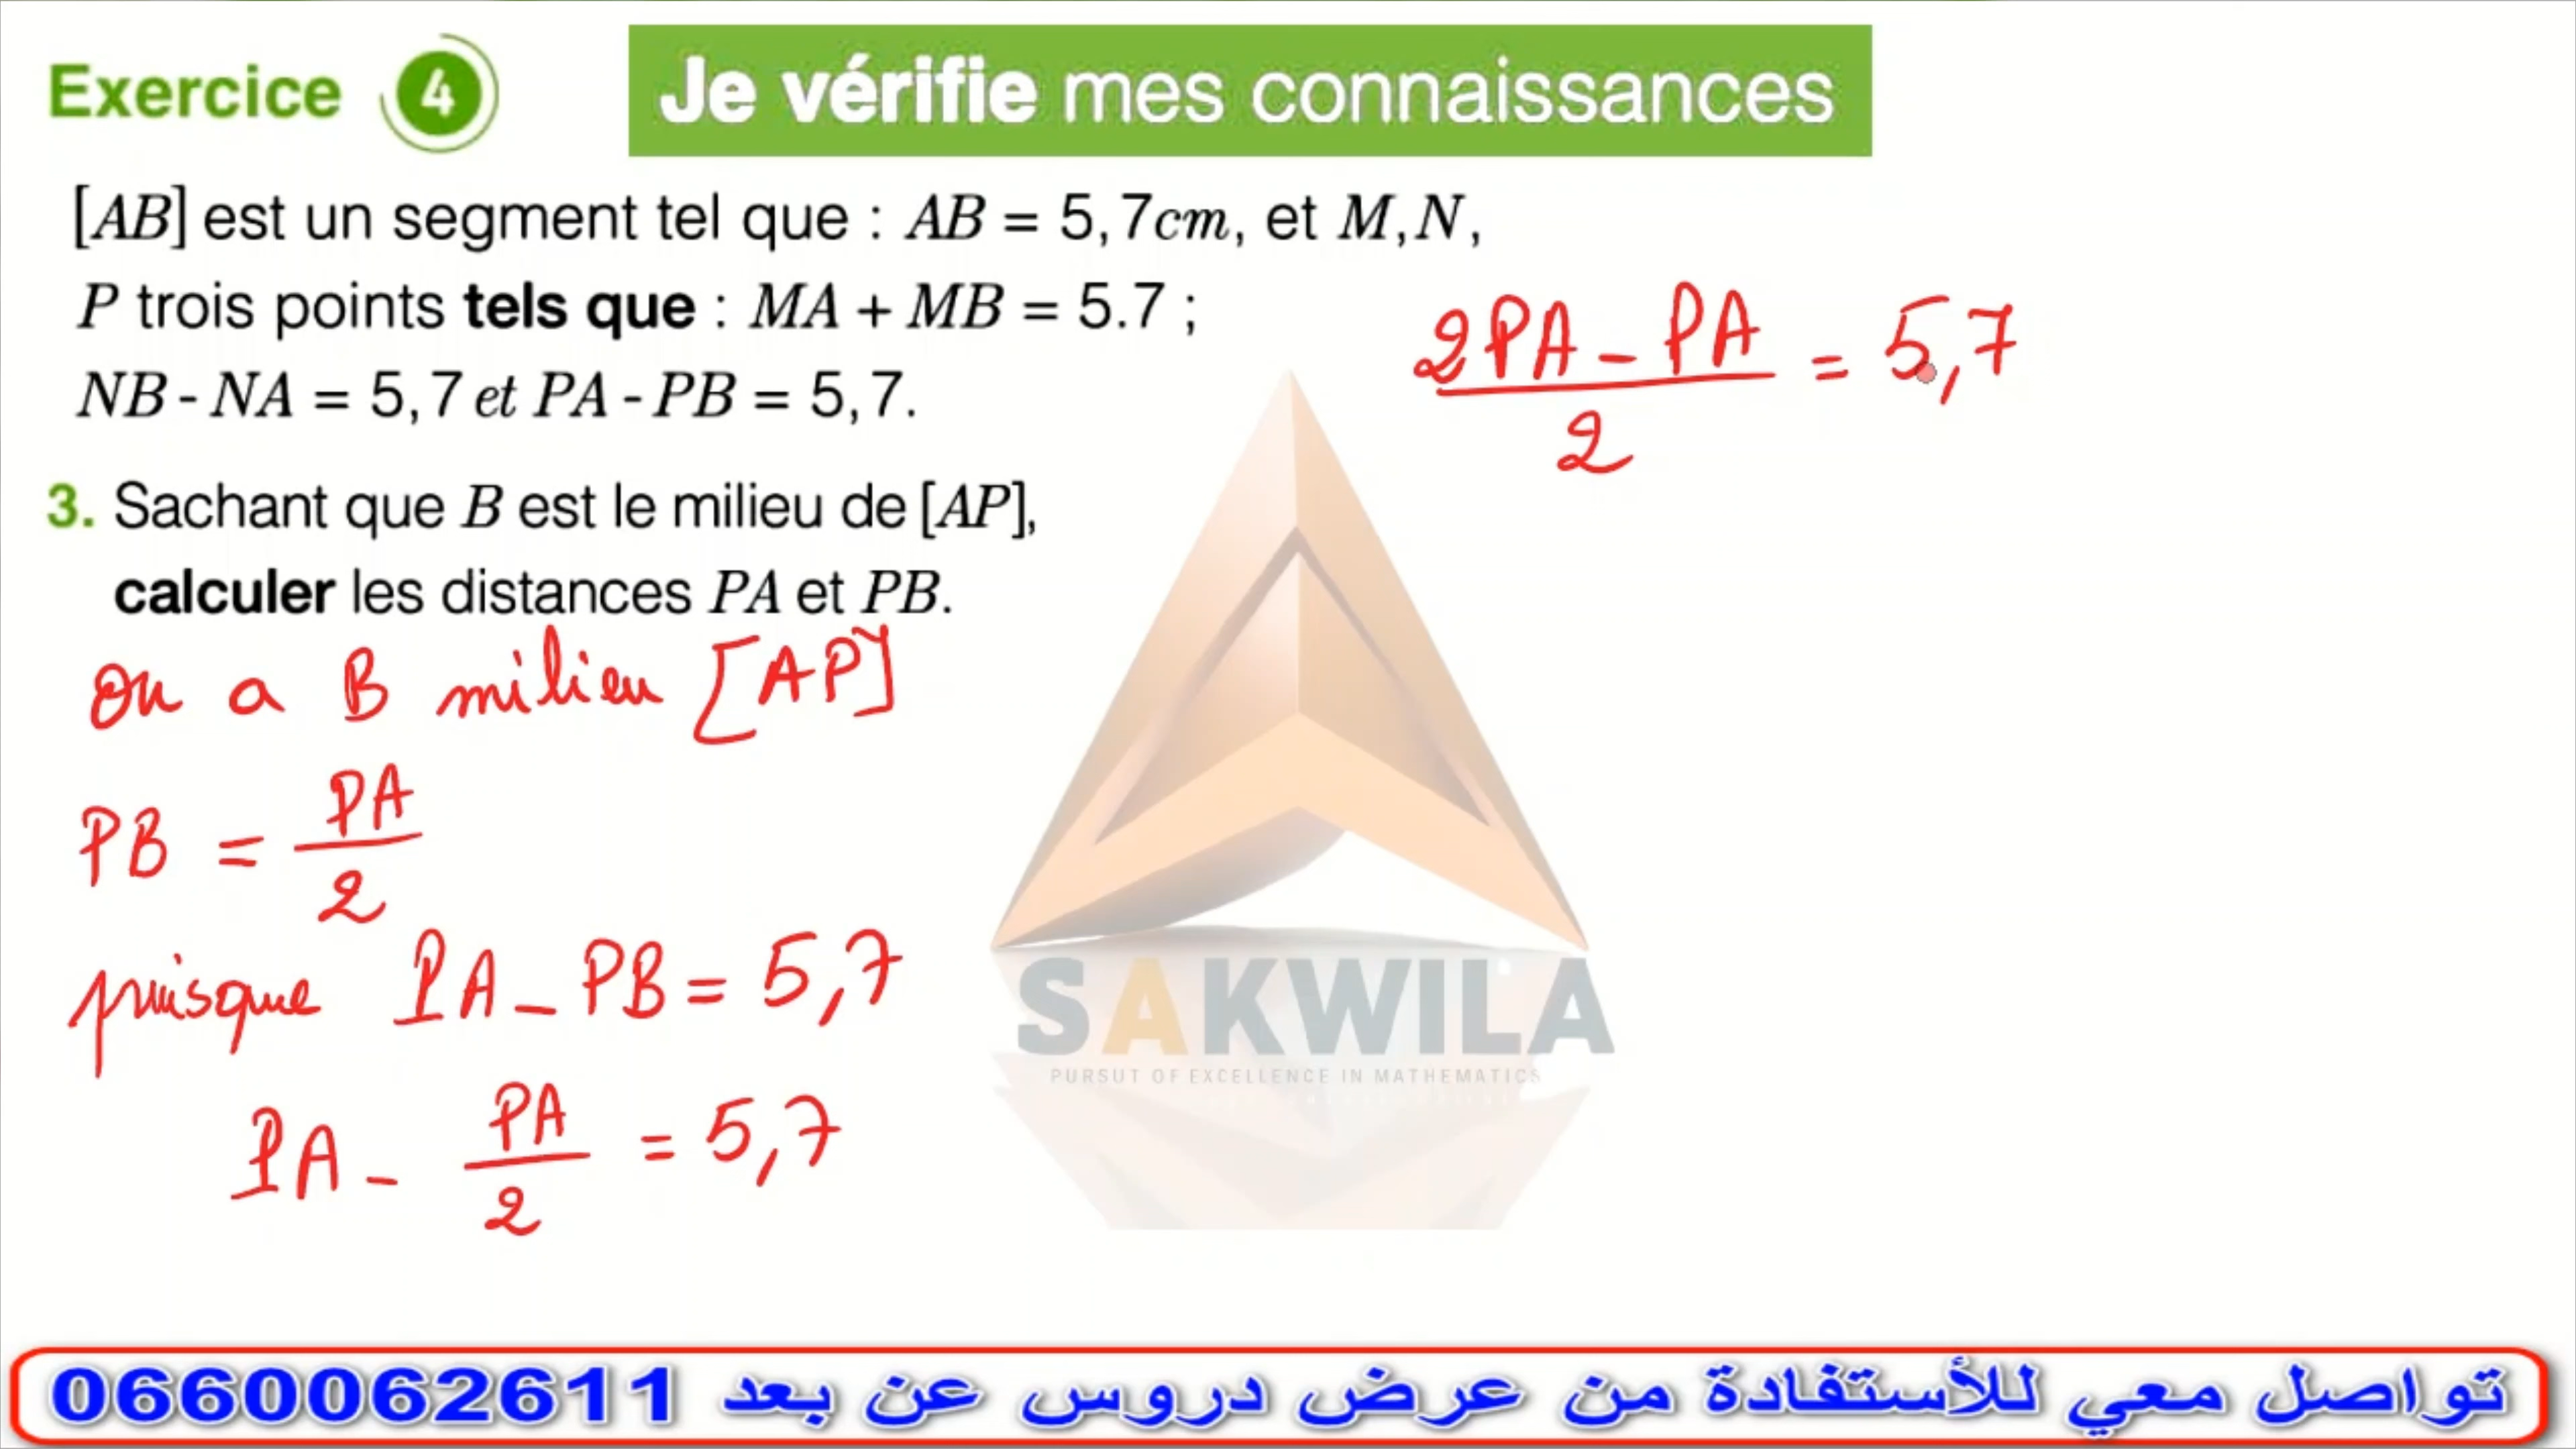 Exercice 4
Je vérifie mes connaissances
[AB] est un segment tel que : AB = 5,7cm, et M,N,
P trois points tels que : MA + MB = 5.7 ;
NB - NA = 5,7 et PA - PB = 5,7.
3. Sachant que B est le milieu de [AP],
calculer les distances PA et PB.
on a B milieu [AP]
PB = PA/2
puisque PA - PB = 5,7
PA - PA/2 = 5,7
2PA - PA / 2 = 5,7
SAKWILA
PURSUT OF EXCELLENCE IN MATHEMATICS
تواصل معي للأستفادة من عرض دروس عن بعد 0660062611